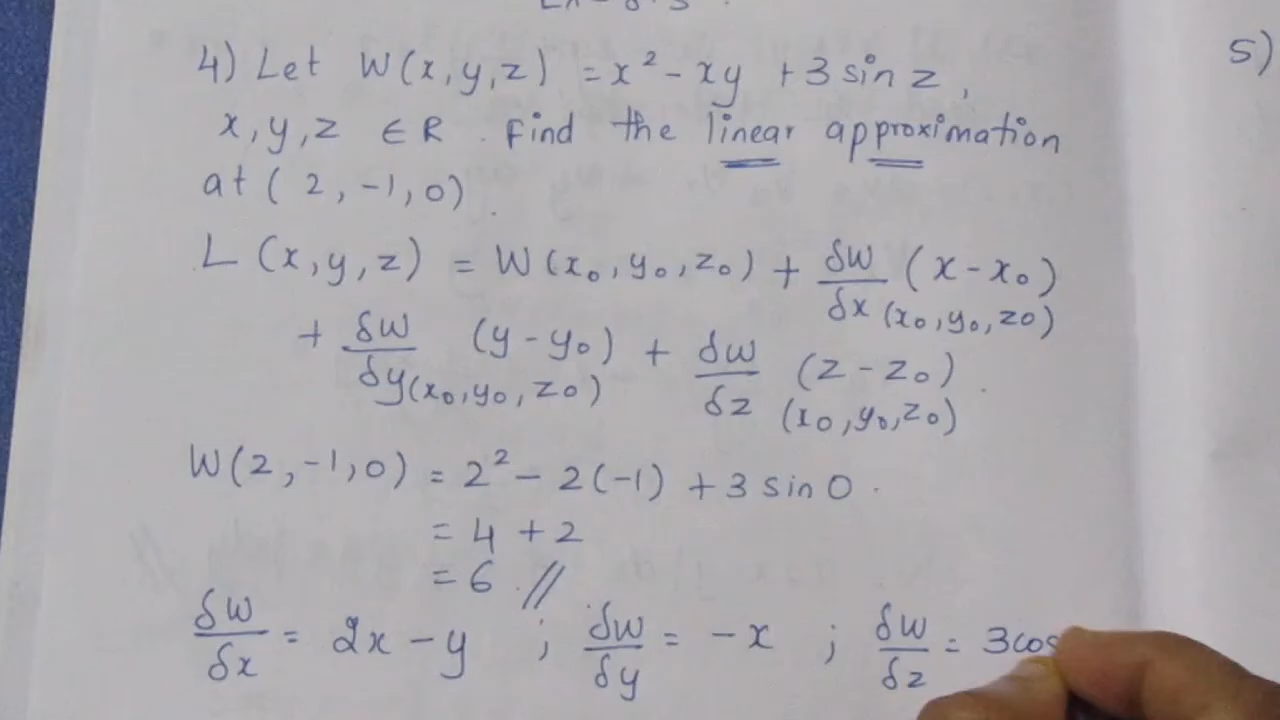 4) Let W(x,y,z) = x² - xy + 3 sin z,
5)
x,y,z ∈ R. Find the linear approximation
at (2,-1,0).
L(x,y,z) = W(x₀,y₀,z₀) + δW/δx (x₀,y₀,z₀) (x-x₀)
+ δW/δy (x₀,y₀,z₀) (y-y₀) + δW/δz (x₀,y₀,z₀) (z-z₀).
W(2,-1,0) = 2² - 2(-1) + 3 sin 0.
= 4 + 2
= 6 //
δW/δx = 2x - y ; δW/δy = -x ; δW/δz = 3cos